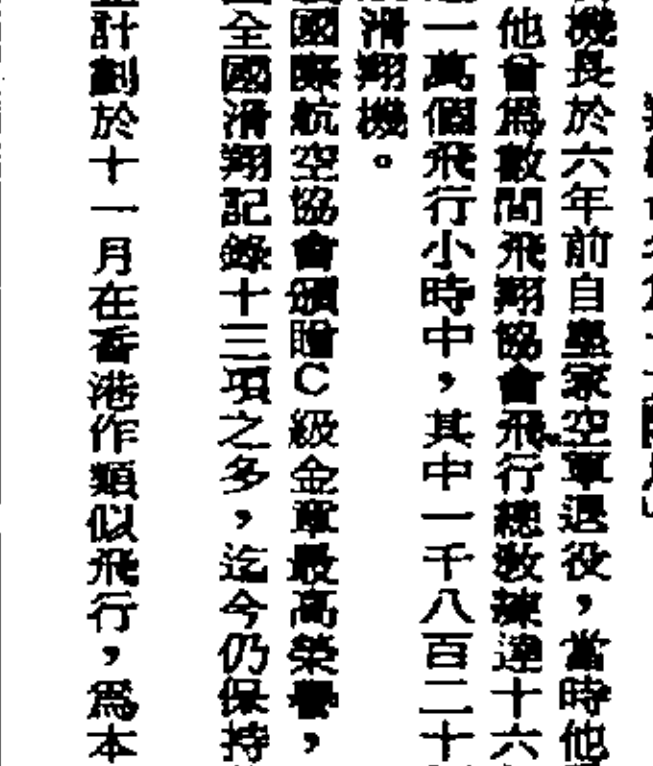 機長於六年前自皇家空軍退役，當時他
他曾爲數間飛翔協會飛行總教練達十六
一萬個飛行小時中，其中一千八百二十
滑翔機。
國際航空協會頒贈C級金章最高榮譽，
全國滑翔記錄十三項之多，迄今仍保持
計劃於十一月在香港作類似飛行，爲本